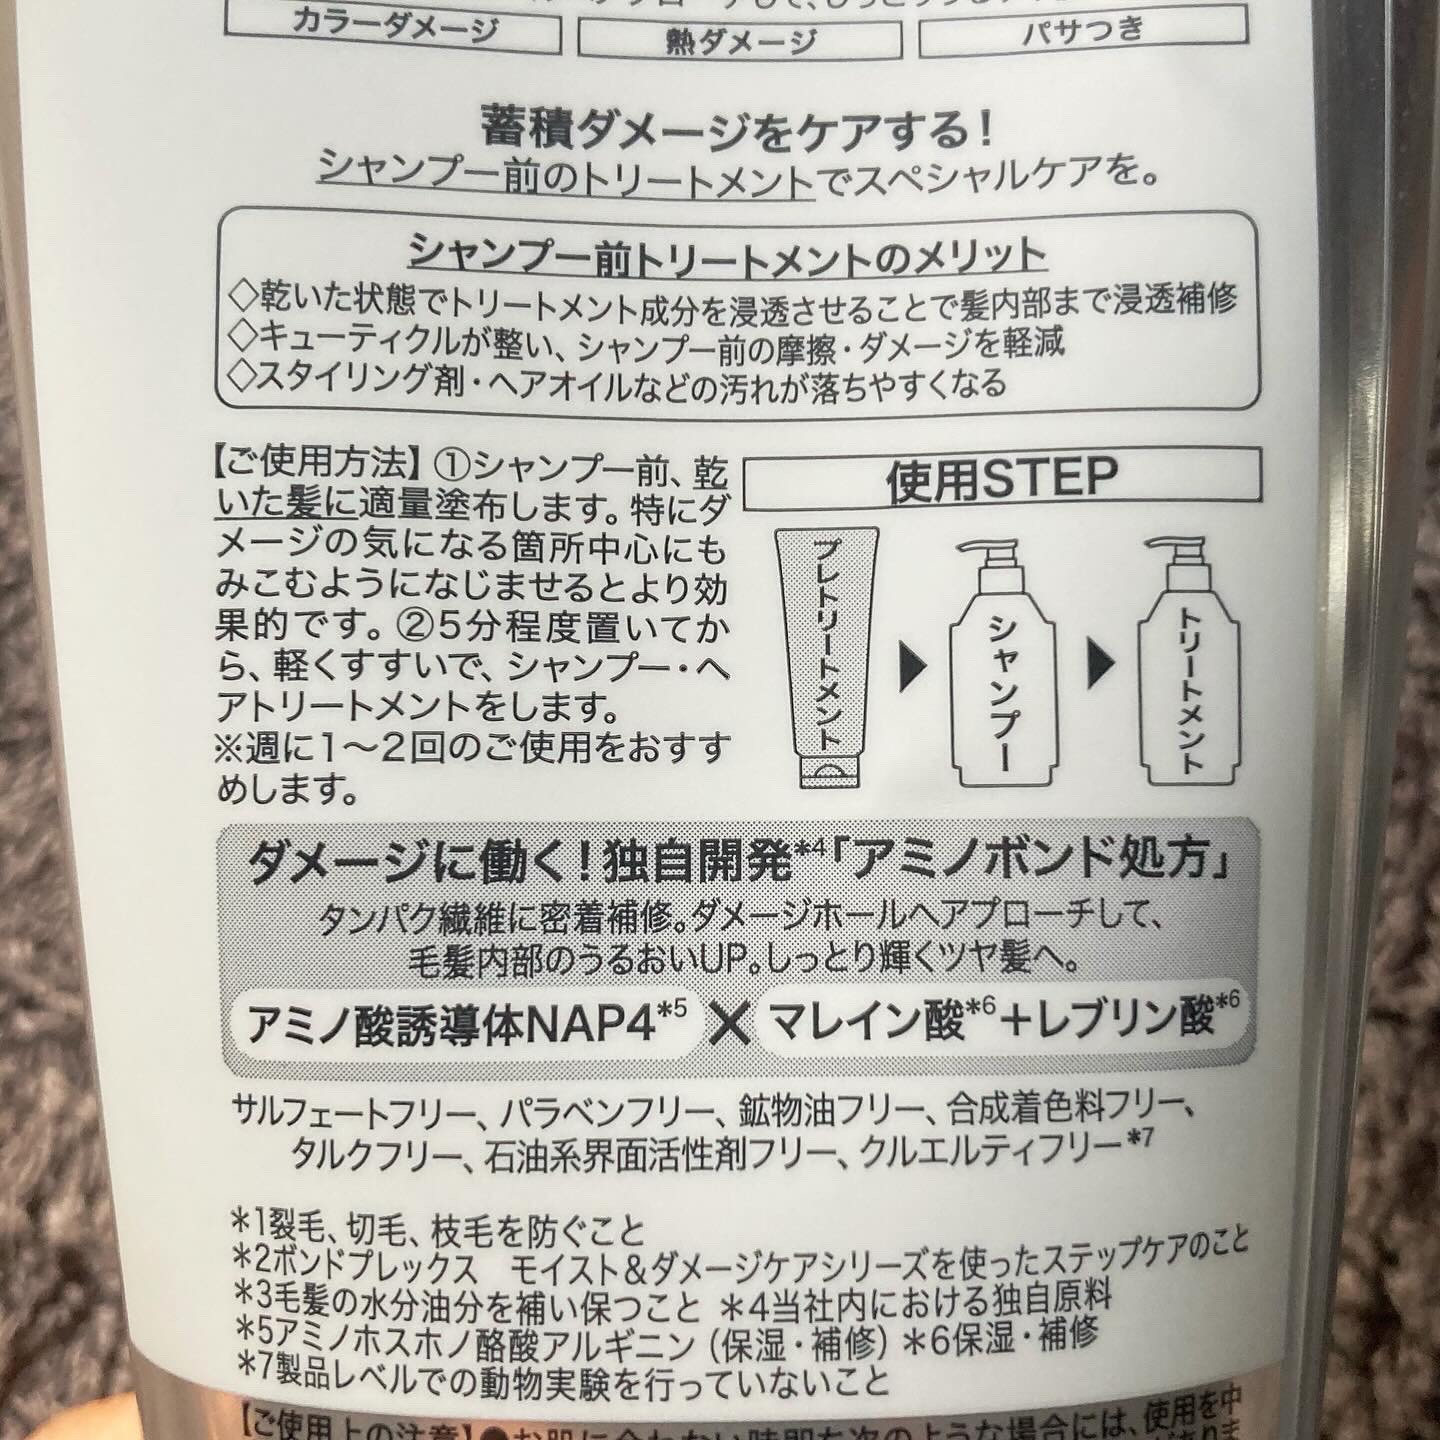 カラーダメージ
熱ダメージ
パサつき
蓄積ダメージをケアする！
シャンプー前のトリートメントでスペシャルケアを。
シャンプー前トリートメントのメリット
◇乾いた状態でトリートメント成分を浸透させることで髪内部まで浸透補修
◇キューティクルが整い、シャンプー前の摩擦・ダメージを軽減
◇スタイリング剤・ヘアオイルなどの汚れが落ちやすくなる
【ご使用方法】①シャンプー前、乾
いた髪に適量塗布します。特にダ
メージの気になる箇所中心にも
みこむようになじませるとより効
果的です。②5分程度置いてか
ら、軽くすすいで、シャンプー・ヘ
アトリートメントをします。
※週に1〜2回のご使用をおすす
めします。
使用STEP
プレトリートメント
シャンプー
トリートメント
ダメージに働く！独自開発*4「アミノボンド処方」
タンパク繊維に密着補修。ダメージホールへアプローチして、
毛髪内部のうるおいUP。しっとり輝くツヤ髪へ。
アミノ酸誘導体NAP4*5 × マレイン酸*6+レブリン酸*6
サルフェートフリー、パラベンフリー、鉱物油フリー、合成着色料フリー、
タルクフリー、石油系界面活性剤フリー、クルエルティフリー*7
*1裂毛、切毛、枝毛を防ぐこと
*2ボンドプレックス　モイスト&ダメージケアシリーズを使ったステップケアのこと
*3毛髪の水分油分を補い保つこと *4当社内における独自原料
*5アミノホスホノ酪酸アルギニン（保湿・補修）*6保湿・補修
*7製品レベルでの動物実験を行っていないこと
【ご使用上の注意】●お肌に合わない時即ち次のような場合には、使用を中